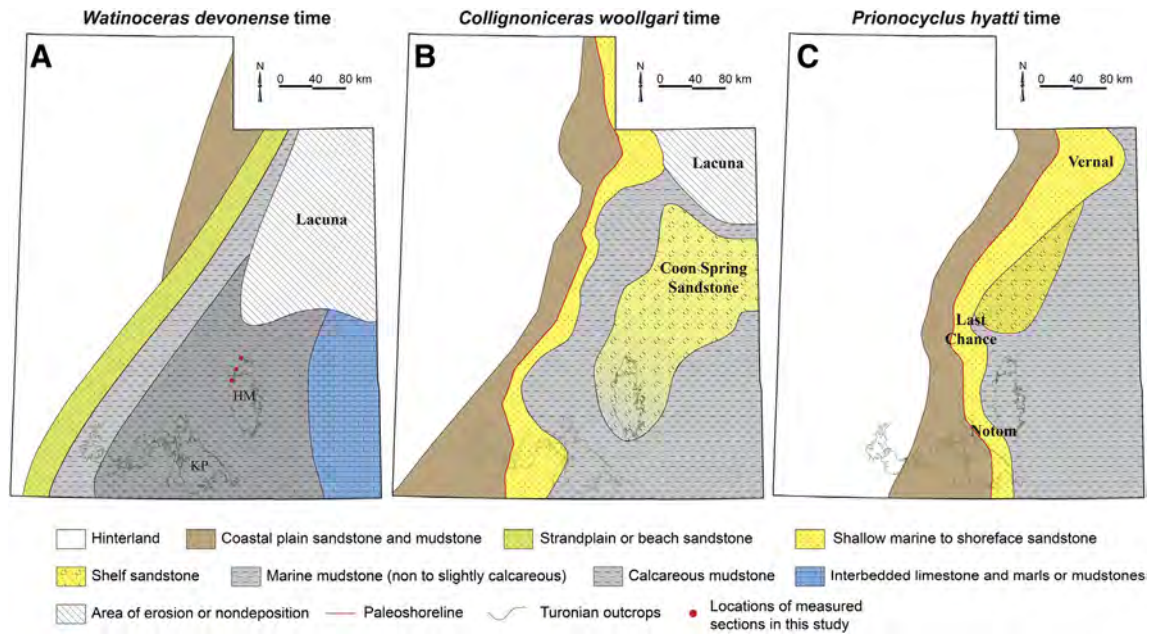 Watinoceras devonense time
Collignoniceras woollgari time
Prionocyclus hyatti time
A
N
0 40 80 km
Lacuna
HM
KP
B
N
0 40 80 km
Lacuna
Coon Spring
Sandstone
C
N
0 40 80 km
Vernal
Last
Chance
Notom
Hinterland
Coastal plain sandstone and mudstone
Strandplain or beach sandstone
Shallow marine to shoreface sandstone
Shelf sandstone
Marine mudstone (non to slightly calcareous)
Calcareous mudstone
Interbedded limestone and marls or mudstones
Area of erosion or nondeposition
Paleoshoreline
Turonian outcrops
Locations of measured
sections in this study